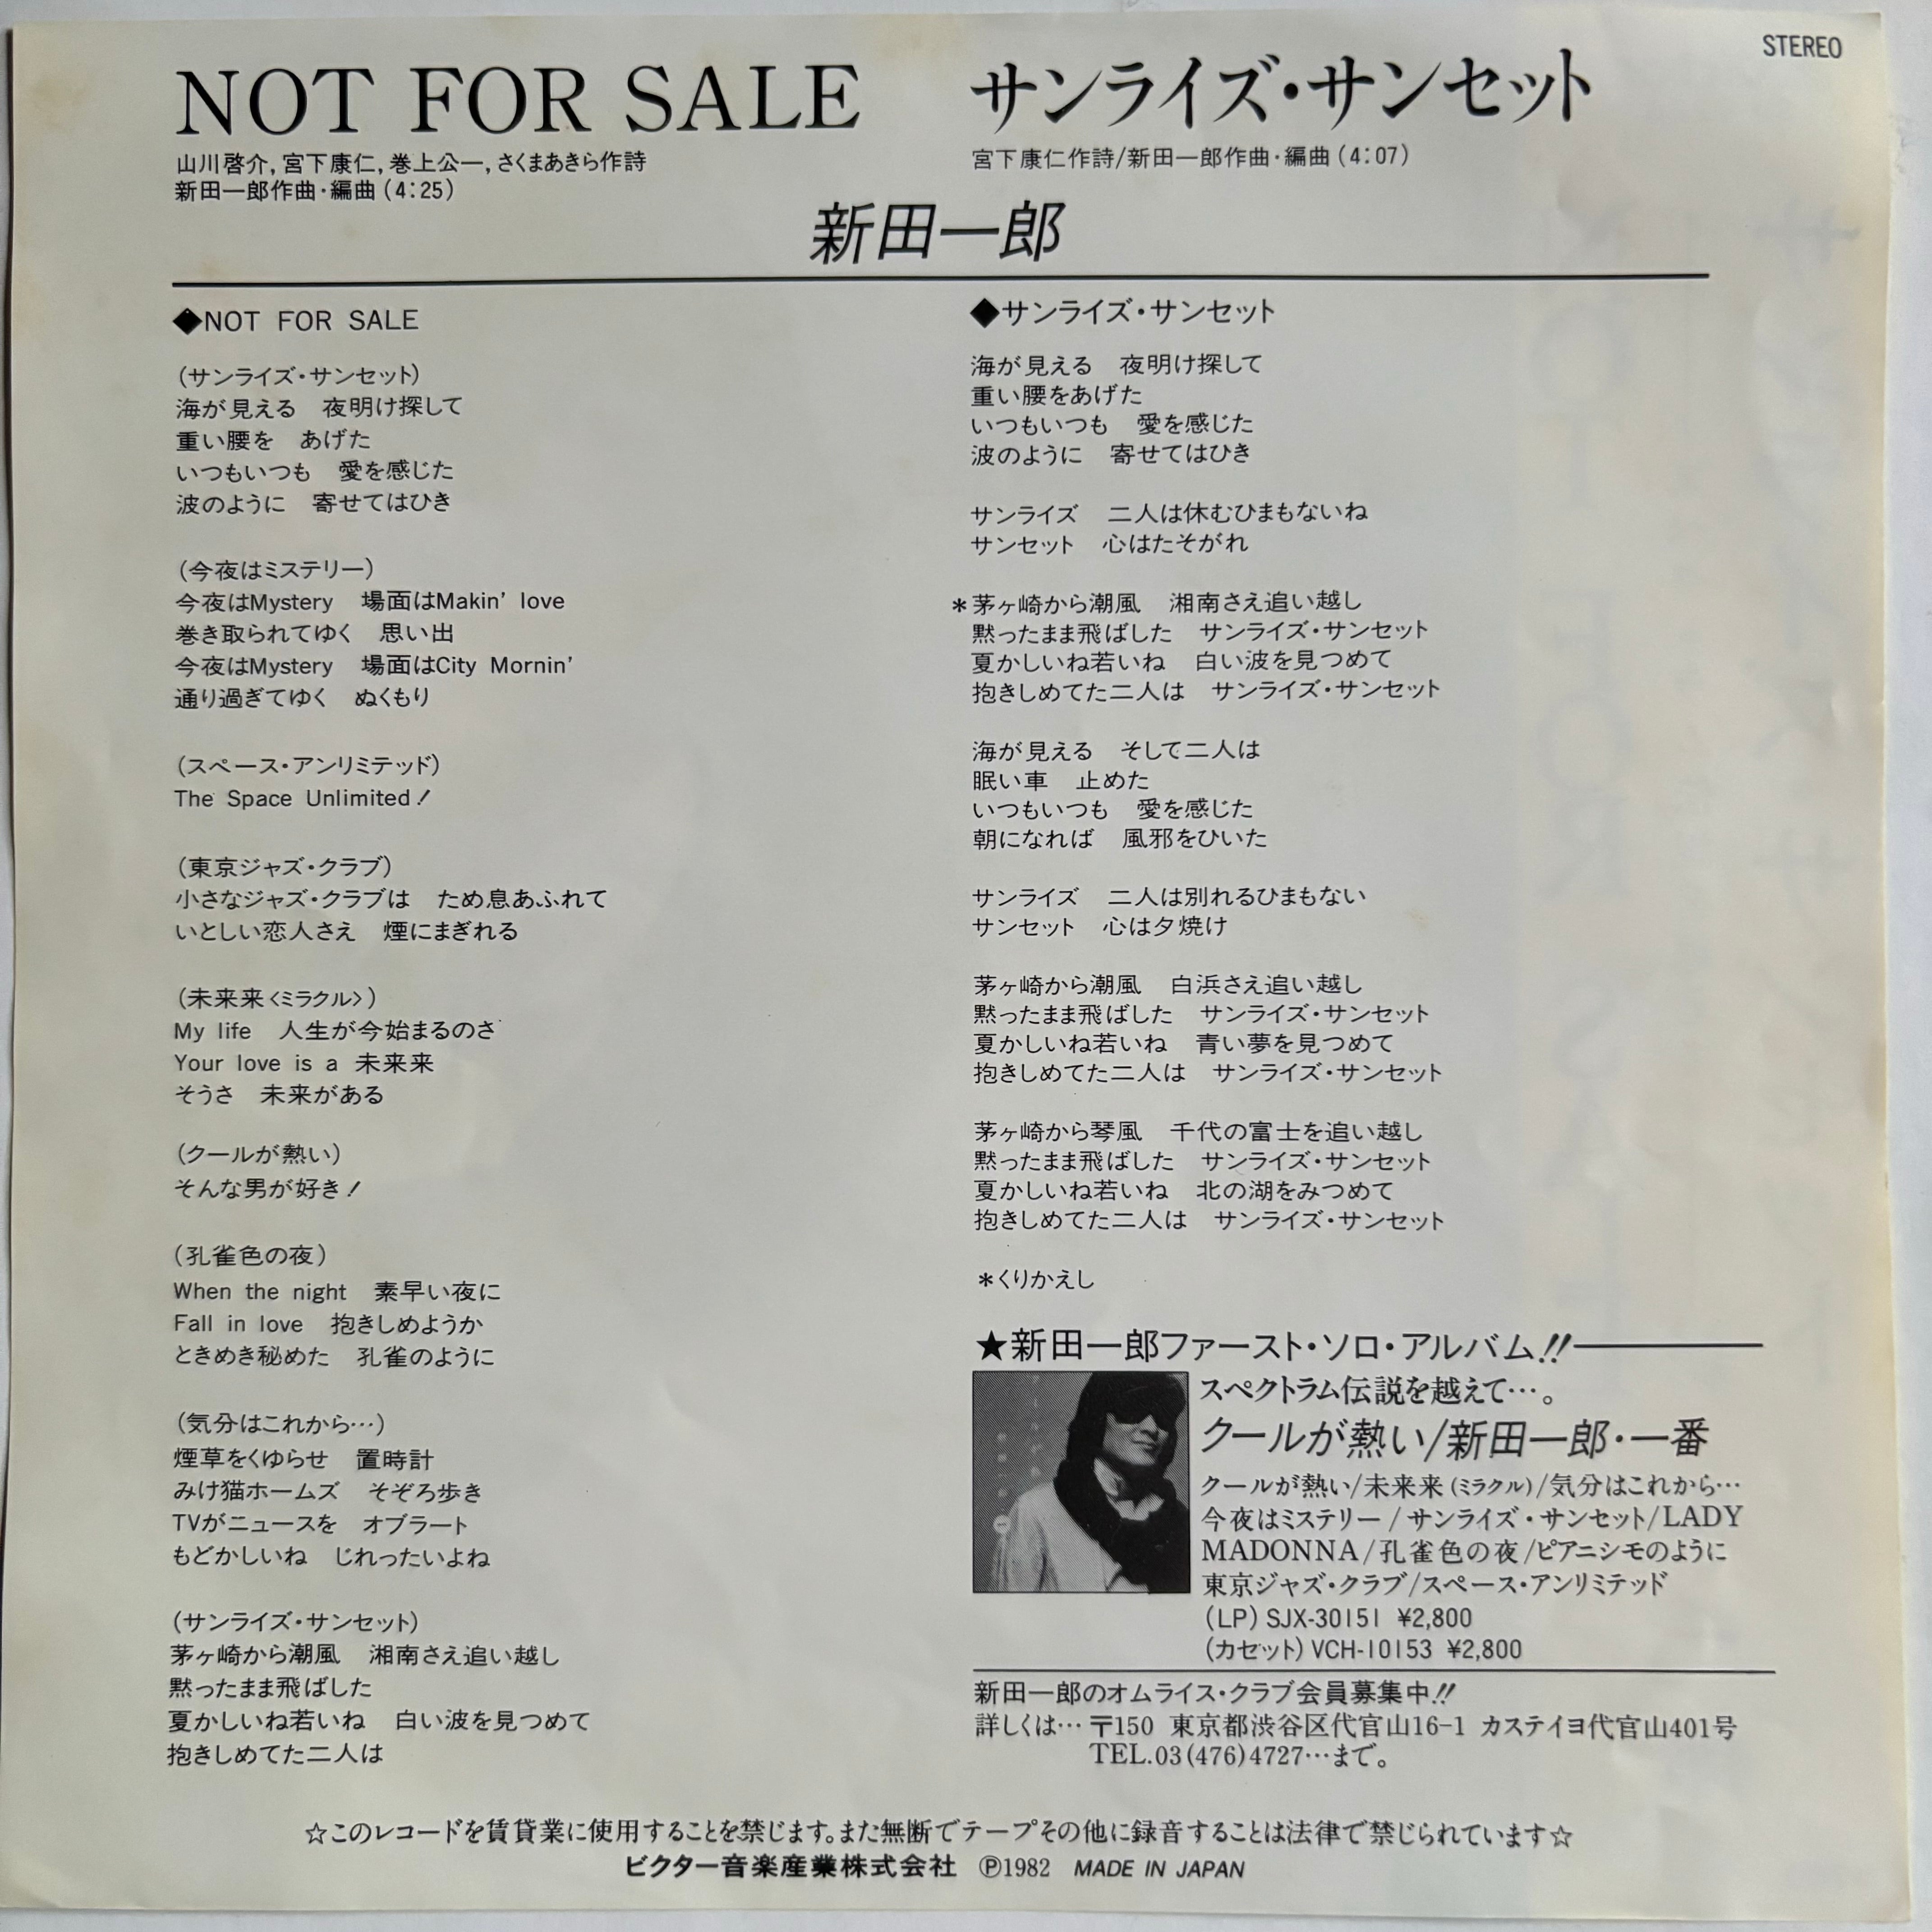 STEREO
NOT FOR SALE
山川啓介, 宮下康仁, 巻上公一, さくまあきら作詩
新田一郎作曲・編曲 (4:25)
サンライズ・サンセット
宮下康仁作詩/新田一郎作曲・編曲 (4:07)
新田一郎
◆NOT FOR SALE
(サンライズ・サンセット)
海が見える　夜明け探して
重い腰を　あげた
いつもいつも　愛を感じた
波のように　寄せてはひき
(今夜はミステリー)
今夜はMystery　場面はMakin' love
巻き取られてゆく　思い出
今夜はMystery　場面はCity Mornin'
通り過ぎてゆく　ぬくもり
(スペース・アンリミテッド)
The Space Unlimited!
(東京ジャズ・クラブ)
小さなジャズ・クラブは　ため息あふれて
いとしい恋人さえ　煙にまぎれる
(未来来〈ミラクル〉)
My life　人生が今始まるのさ
Your love is a 未来来
そうさ　未来がある
(クールが熱い)
そんな男が好き!
(孔雀色の夜)
When the night　素早い夜に
Fall in love　抱きしめようか
ときめき秘めた　孔雀のように
(気分はこれから…)
煙草をくゆらせ　置時計
みけ猫ホームズ　そぞろ歩き
TVがニュースを　オブラート
もどかしいね　じれったいよね
(サンライズ・サンセット)
茅ヶ崎から潮風　湘南さえ追い越し
黙ったまま飛ばした
夏かしいね若いね　白い波を見つめて
抱きしめてた二人は
◆サンライズ・サンセット
海が見える　夜明け探して
重い腰をあげた
いつもいつも　愛を感じた
波のように　寄せてはひき
サンライズ　二人は休むひまもないね
サンセット　心はたそがれ
*茅ヶ崎から潮風　湘南さえ追い越し
黙ったまま飛ばした　サンライズ・サンセット
夏かしいね若いね　白い波を見つめて
抱きしめてた二人は　サンライズ・サンセット
海が見える　そして二人は
眠い車　止めた
いつもいつも　愛を感じた
朝になれば　風邪をひいた
サンライズ　二人は別れるひまもない
サンセット　心は夕焼け
茅ヶ崎から潮風　白浜さえ追い越し
黙ったまま飛ばした　サンライズ・サンセット
夏かしいね若いね　青い夢を見つめて
抱きしめてた二人は　サンライズ・サンセット
茅ヶ崎から琴風　千代の富士を追い越し
黙ったまま飛ばした　サンライズ・サンセット
夏かしいね若いね　北の湖をみつめて
抱きしめてた二人は　サンライズ・サンセット
*くりかえし
★新田一郎ファースト・ソロ・アルバム!!
スペクトラム伝説を越えて…。
クールが熱い/新田一郎・一番
クールが熱い/未来来(ミラクル)/気分はこれから…
今夜はミステリー/サンライズ・サンセット/LADY
MADONNA/孔雀色の夜/ピアニシモのように
東京ジャズ・クラブ/スペース・アンリミテッド
(LP) SJX-30151 ¥2,800
(カセット) VCH-10153 ¥2,800
新田一郎のオムライス・クラブ会員募集中!!
詳しくは…〒150 東京都渋谷区代官山16-1 カステイヨ代官山401号
TEL.03(476)4727…まで。
☆このレコードを賃貸業に使用することを禁じます。また無断でテープその他に録音することは法律で禁じられています☆
ビクター音楽産業株式会社 Ⓟ1982 MADE IN JAPAN